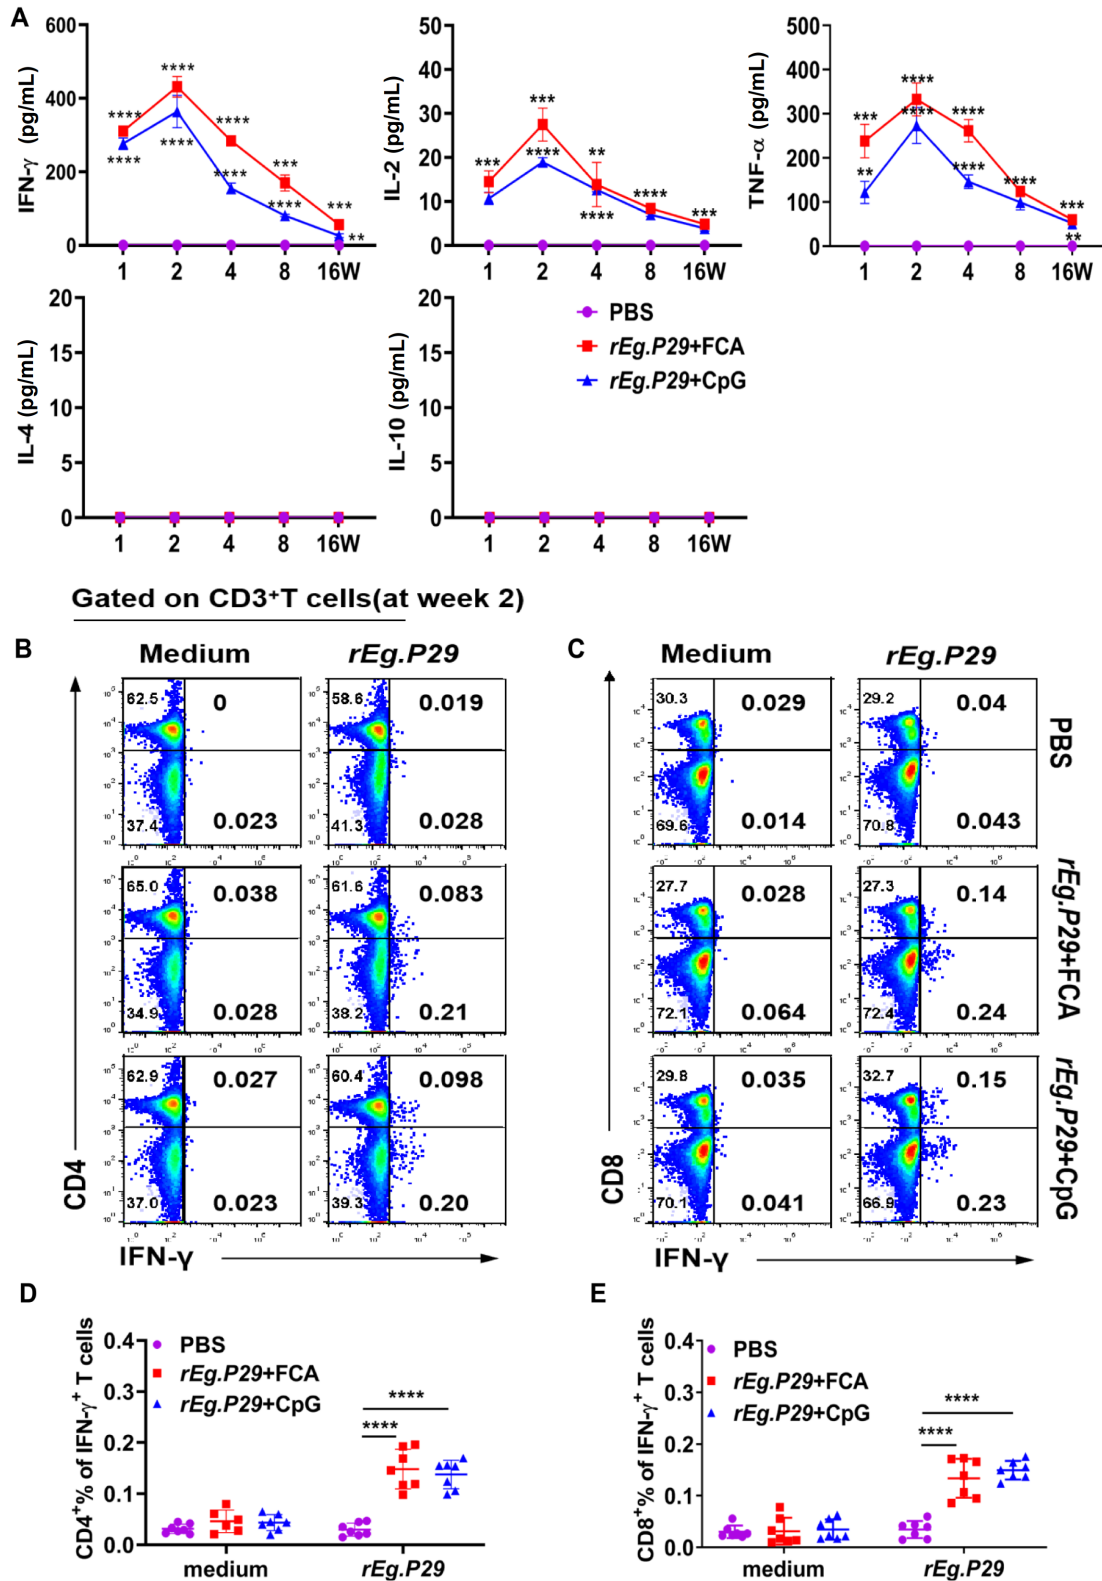 A
600
400
200
0
IFN-γ (pg/mL)
****
****
****
***
***
****
****
****
****
**
1 2 4 8 16W
50
40
30
20
10
0
IL-2 (pg/mL)
***
***
**
****
***
****
****
1 2 4 8 16W
500
400
300
200
100
0
TNF-α (pg/mL)
***
****
****
****
***
**
****
****
**
1 2 4 8 16W
20
15
10
5
0
IL-4 (pg/mL)
1 2 4 8 16W
20
15
10
5
0
IL-10 (pg/mL)
1 2 4 8 16W
PBS
rEg.P29+FCA
rEg.P29+CpG
Gated on CD3+T cells(at week 2)
B
Medium rEg.P29
62.5 0
37.4 0.023
58.6 0.019
41.3 0.028
65.0 0.038
34.9 0.028
61.6 0.083
38.2 0.21
62.9 0.027
37.0 0.023
60.4 0.098
39.3 0.20
CD4
IFN-γ
C
Medium rEg.P29
30.3 0.029
69.6 0.014
29.2 0.04
70.8 0.043
27.7 0.028
72.1 0.064
27.3 0.14
72.4 0.24
29.8 0.035
70.1 0.041
32.7 0.15
66.9 0.23
CD8
IFN-γ
PBS
rEg.P29+FCA
rEg.P29+CpG
D
CD4+% of IFN-γ+ T cells
0.4
0.3
0.2
0.1
0.0
PBS
rEg.P29+FCA
rEg.P29+CpG
****
****
medium rEg.P29
E
CD8+% of IFN-γ+ T cells
0.4
0.3
0.2
0.1
0.0
PBS
rEg.P29+FCA
rEg.P29+CpG
****
****
medium rEg.P29